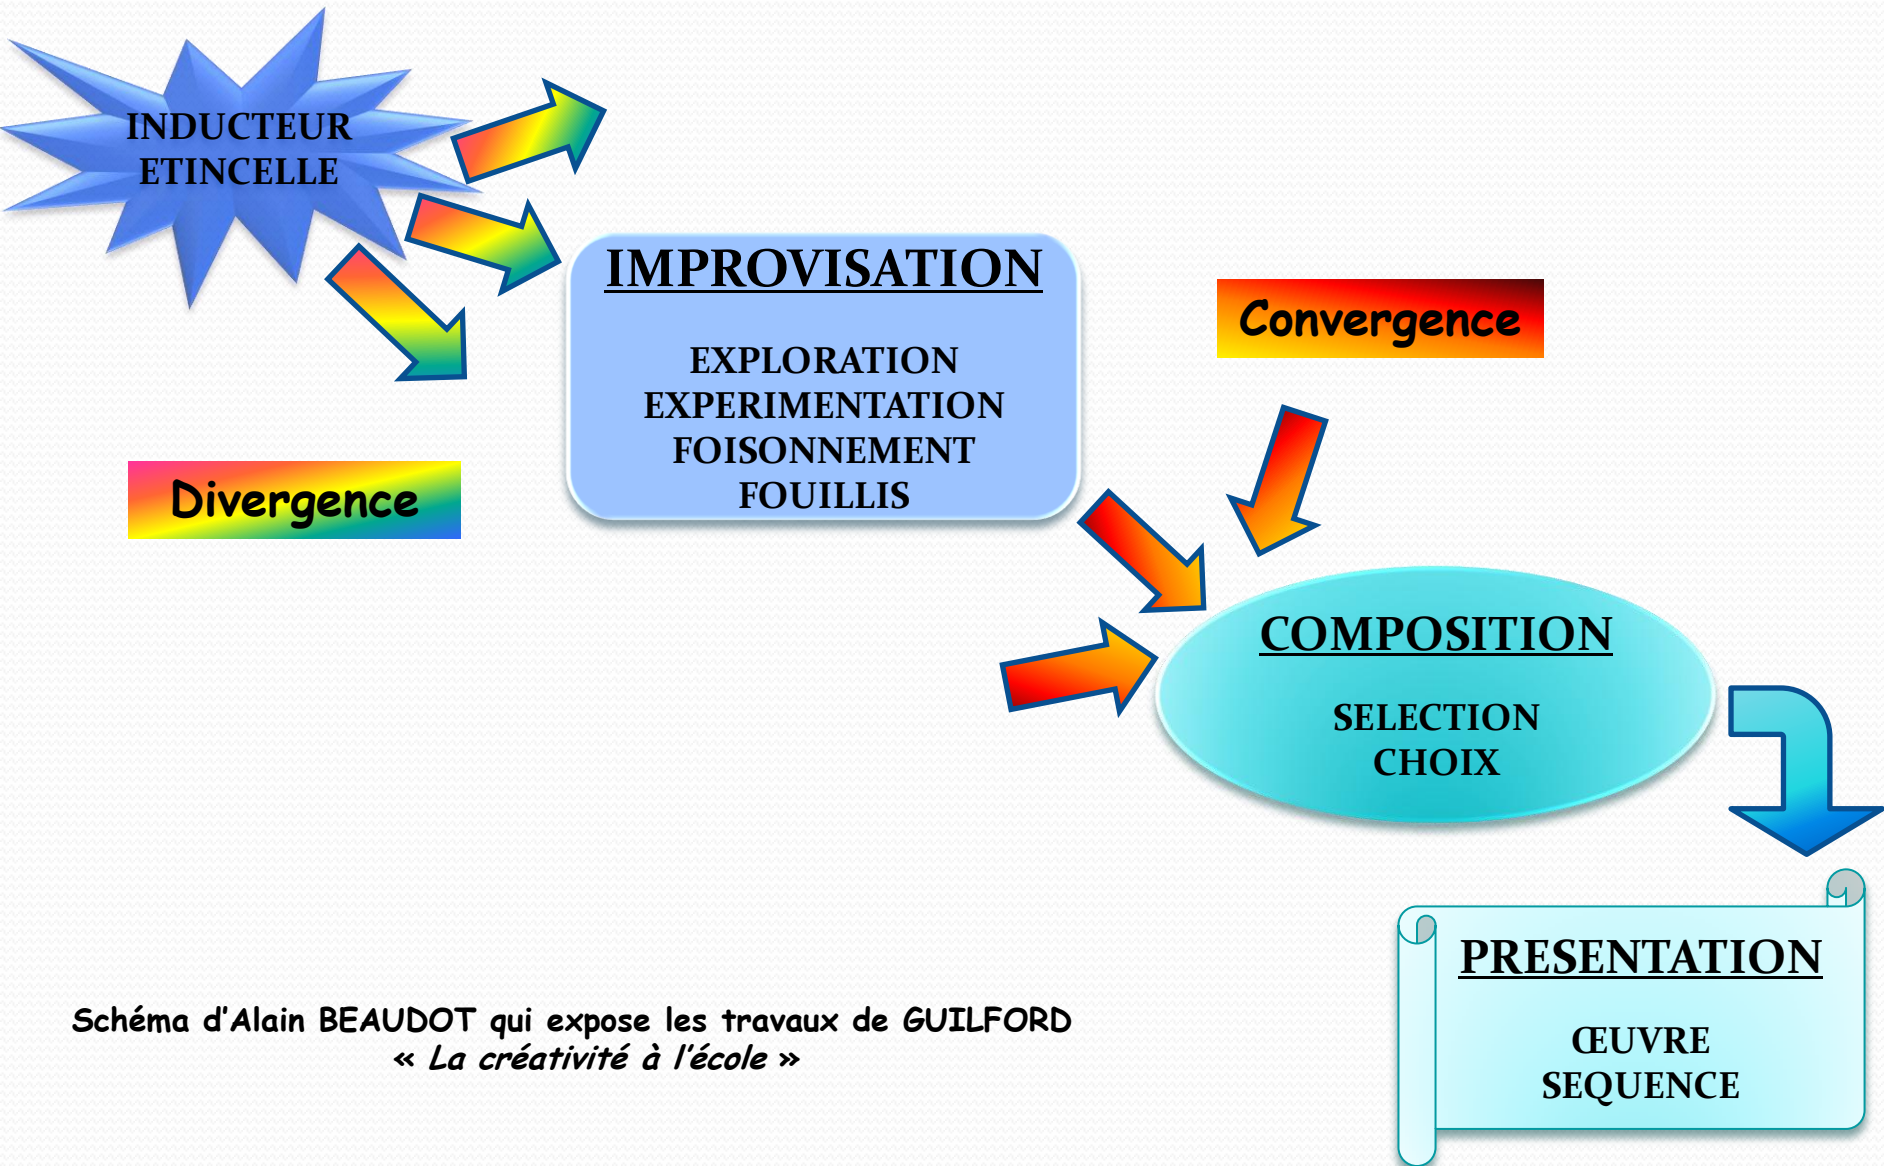 INDUCTEUR
ETINCELLE
IMPROVISATION
EXPLORATION
EXPERIMENTATION
FOISONNEMENT
FOUILLIS
Convergence
Divergence
COMPOSITION
SELECTION
CHOIX
PRESENTATION
ŒUVRE
SEQUENCE
Schéma d'Alain BEAUDOT qui expose les travaux de GUILFORD
« La créativité à l'école »